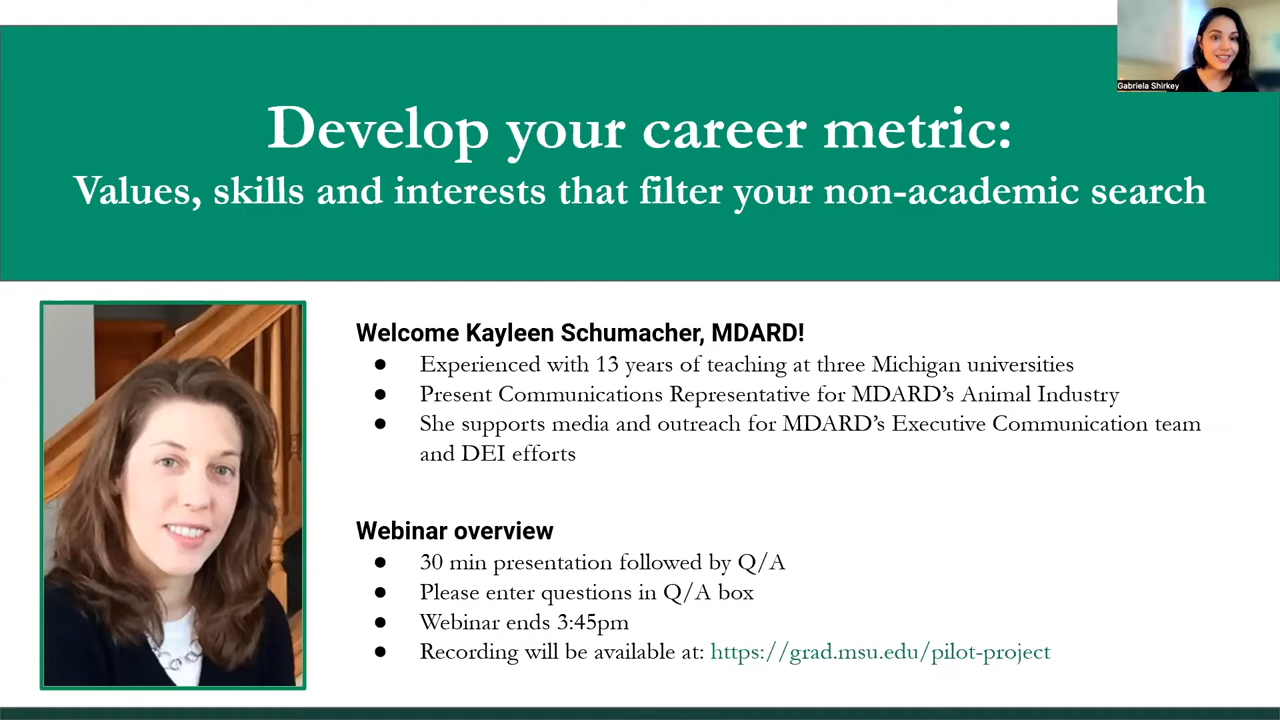 Gabriela Shirkey
Develop your career metric:
Values, skills and interests that filter your non-academic search
Welcome Kayleen Schumacher, MDARD!
● Experienced with 13 years of teaching at three Michigan universities
● Present Communications Representative for MDARD’s Animal Industry
● She supports media and outreach for MDARD’s Executive Communication team
and DEI efforts
Webinar overview
● 30 min presentation followed by Q/A
● Please enter questions in Q/A box
● Webinar ends 3:45pm
● Recording will be available at: https://grad.msu.edu/pilot-project